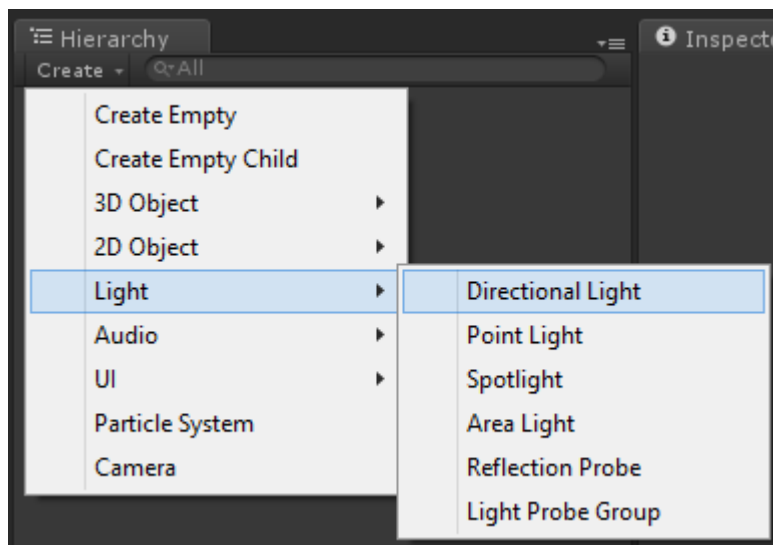 Hierarchy
Inspect
Create
All
Create Empty
Create Empty Child
3D Object
2D Object
Light
Audio
UI
Particle System
Camera
Directional Light
Point Light
Spotlight
Area Light
Reflection Probe
Light Probe Group